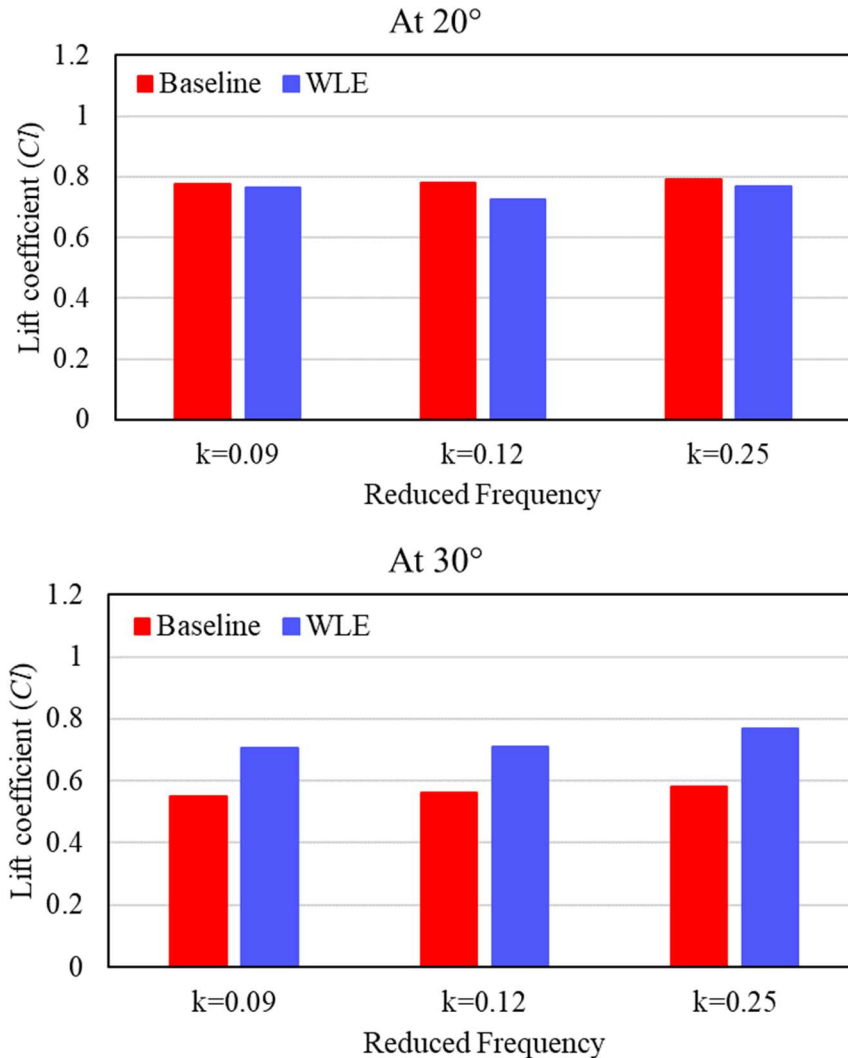 At 20°
1.2
Baseline WLE
1
0.8
0.6
0.4
0.2
0
Lift coefficient (Cl)
k=0.09 k=0.12 k=0.25
Reduced Frequency
At 30°
1.2
Baseline WLE
1
0.8
0.6
0.4
0.2
0
Lift coefficient (Cl)
k=0.09 k=0.12 k=0.25
Reduced Frequency